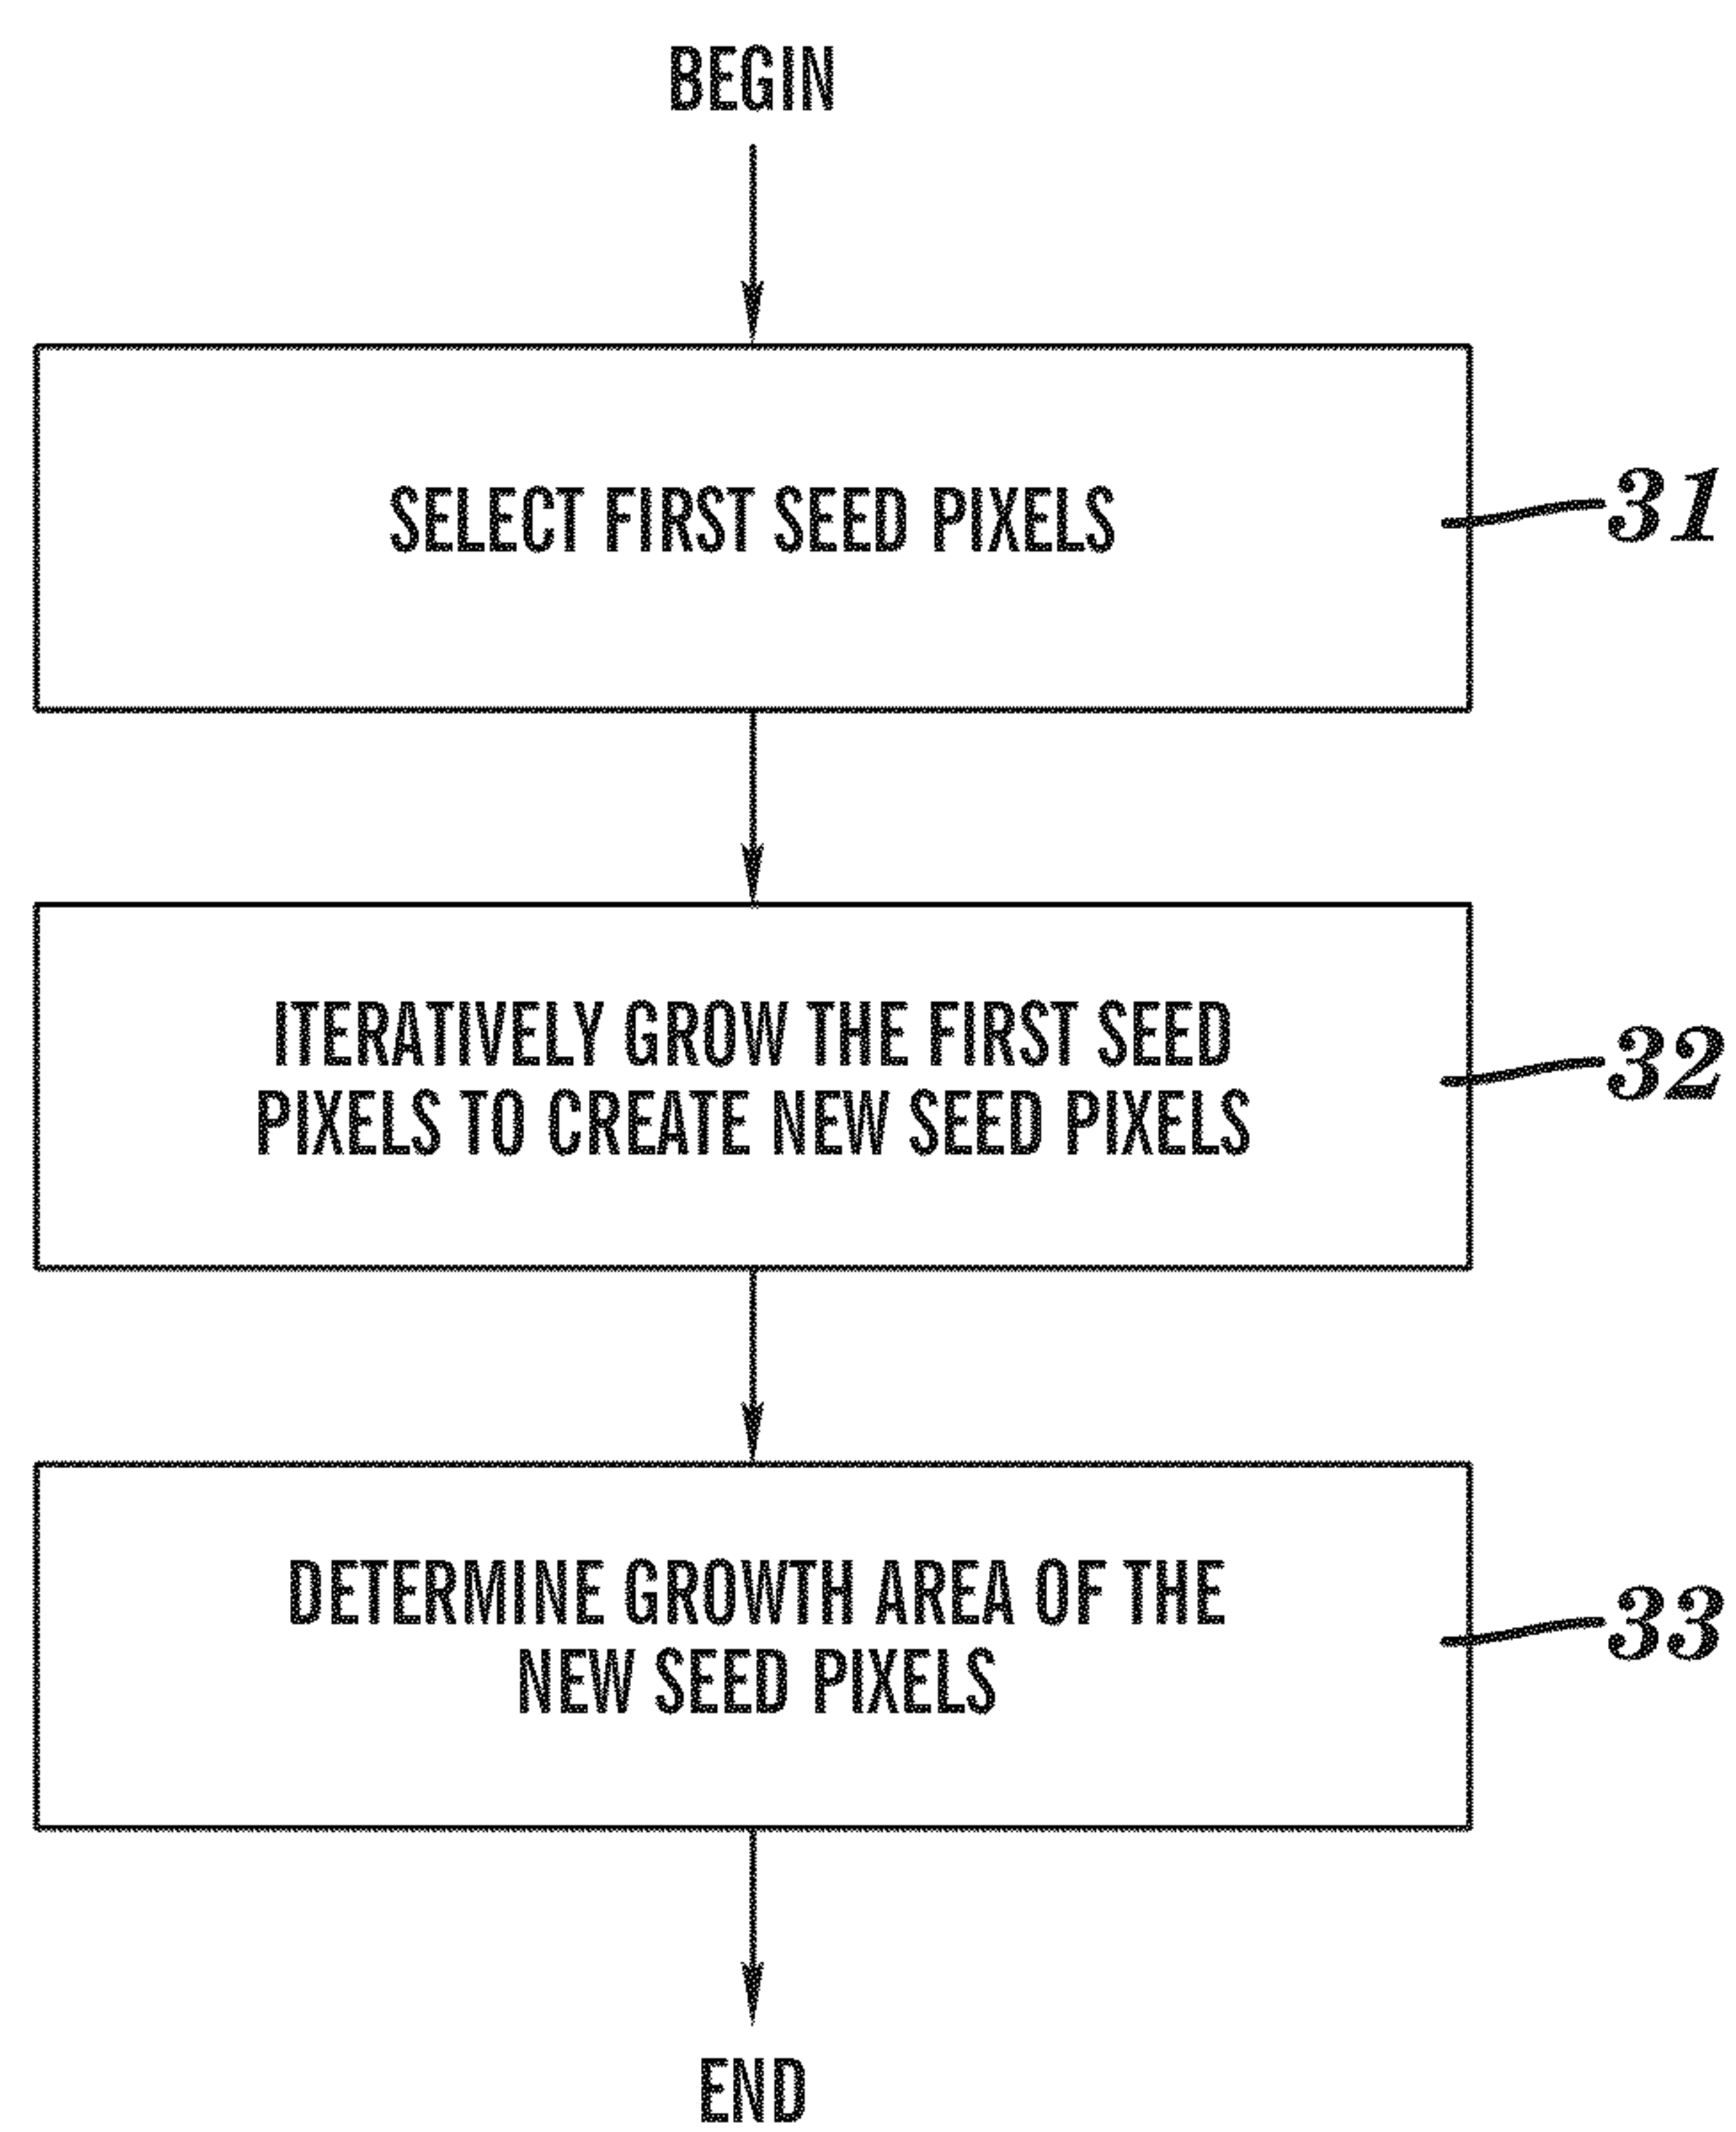 BEGIN
SELECT FIRST SEED PIXELS
31
ITERATIVELY GROW THE FIRST SEED
PIXELS TO CREATE NEW SEED PIXELS
32
DETERMINE GROWTH AREA OF THE
NEW SEED PIXELS
33
END